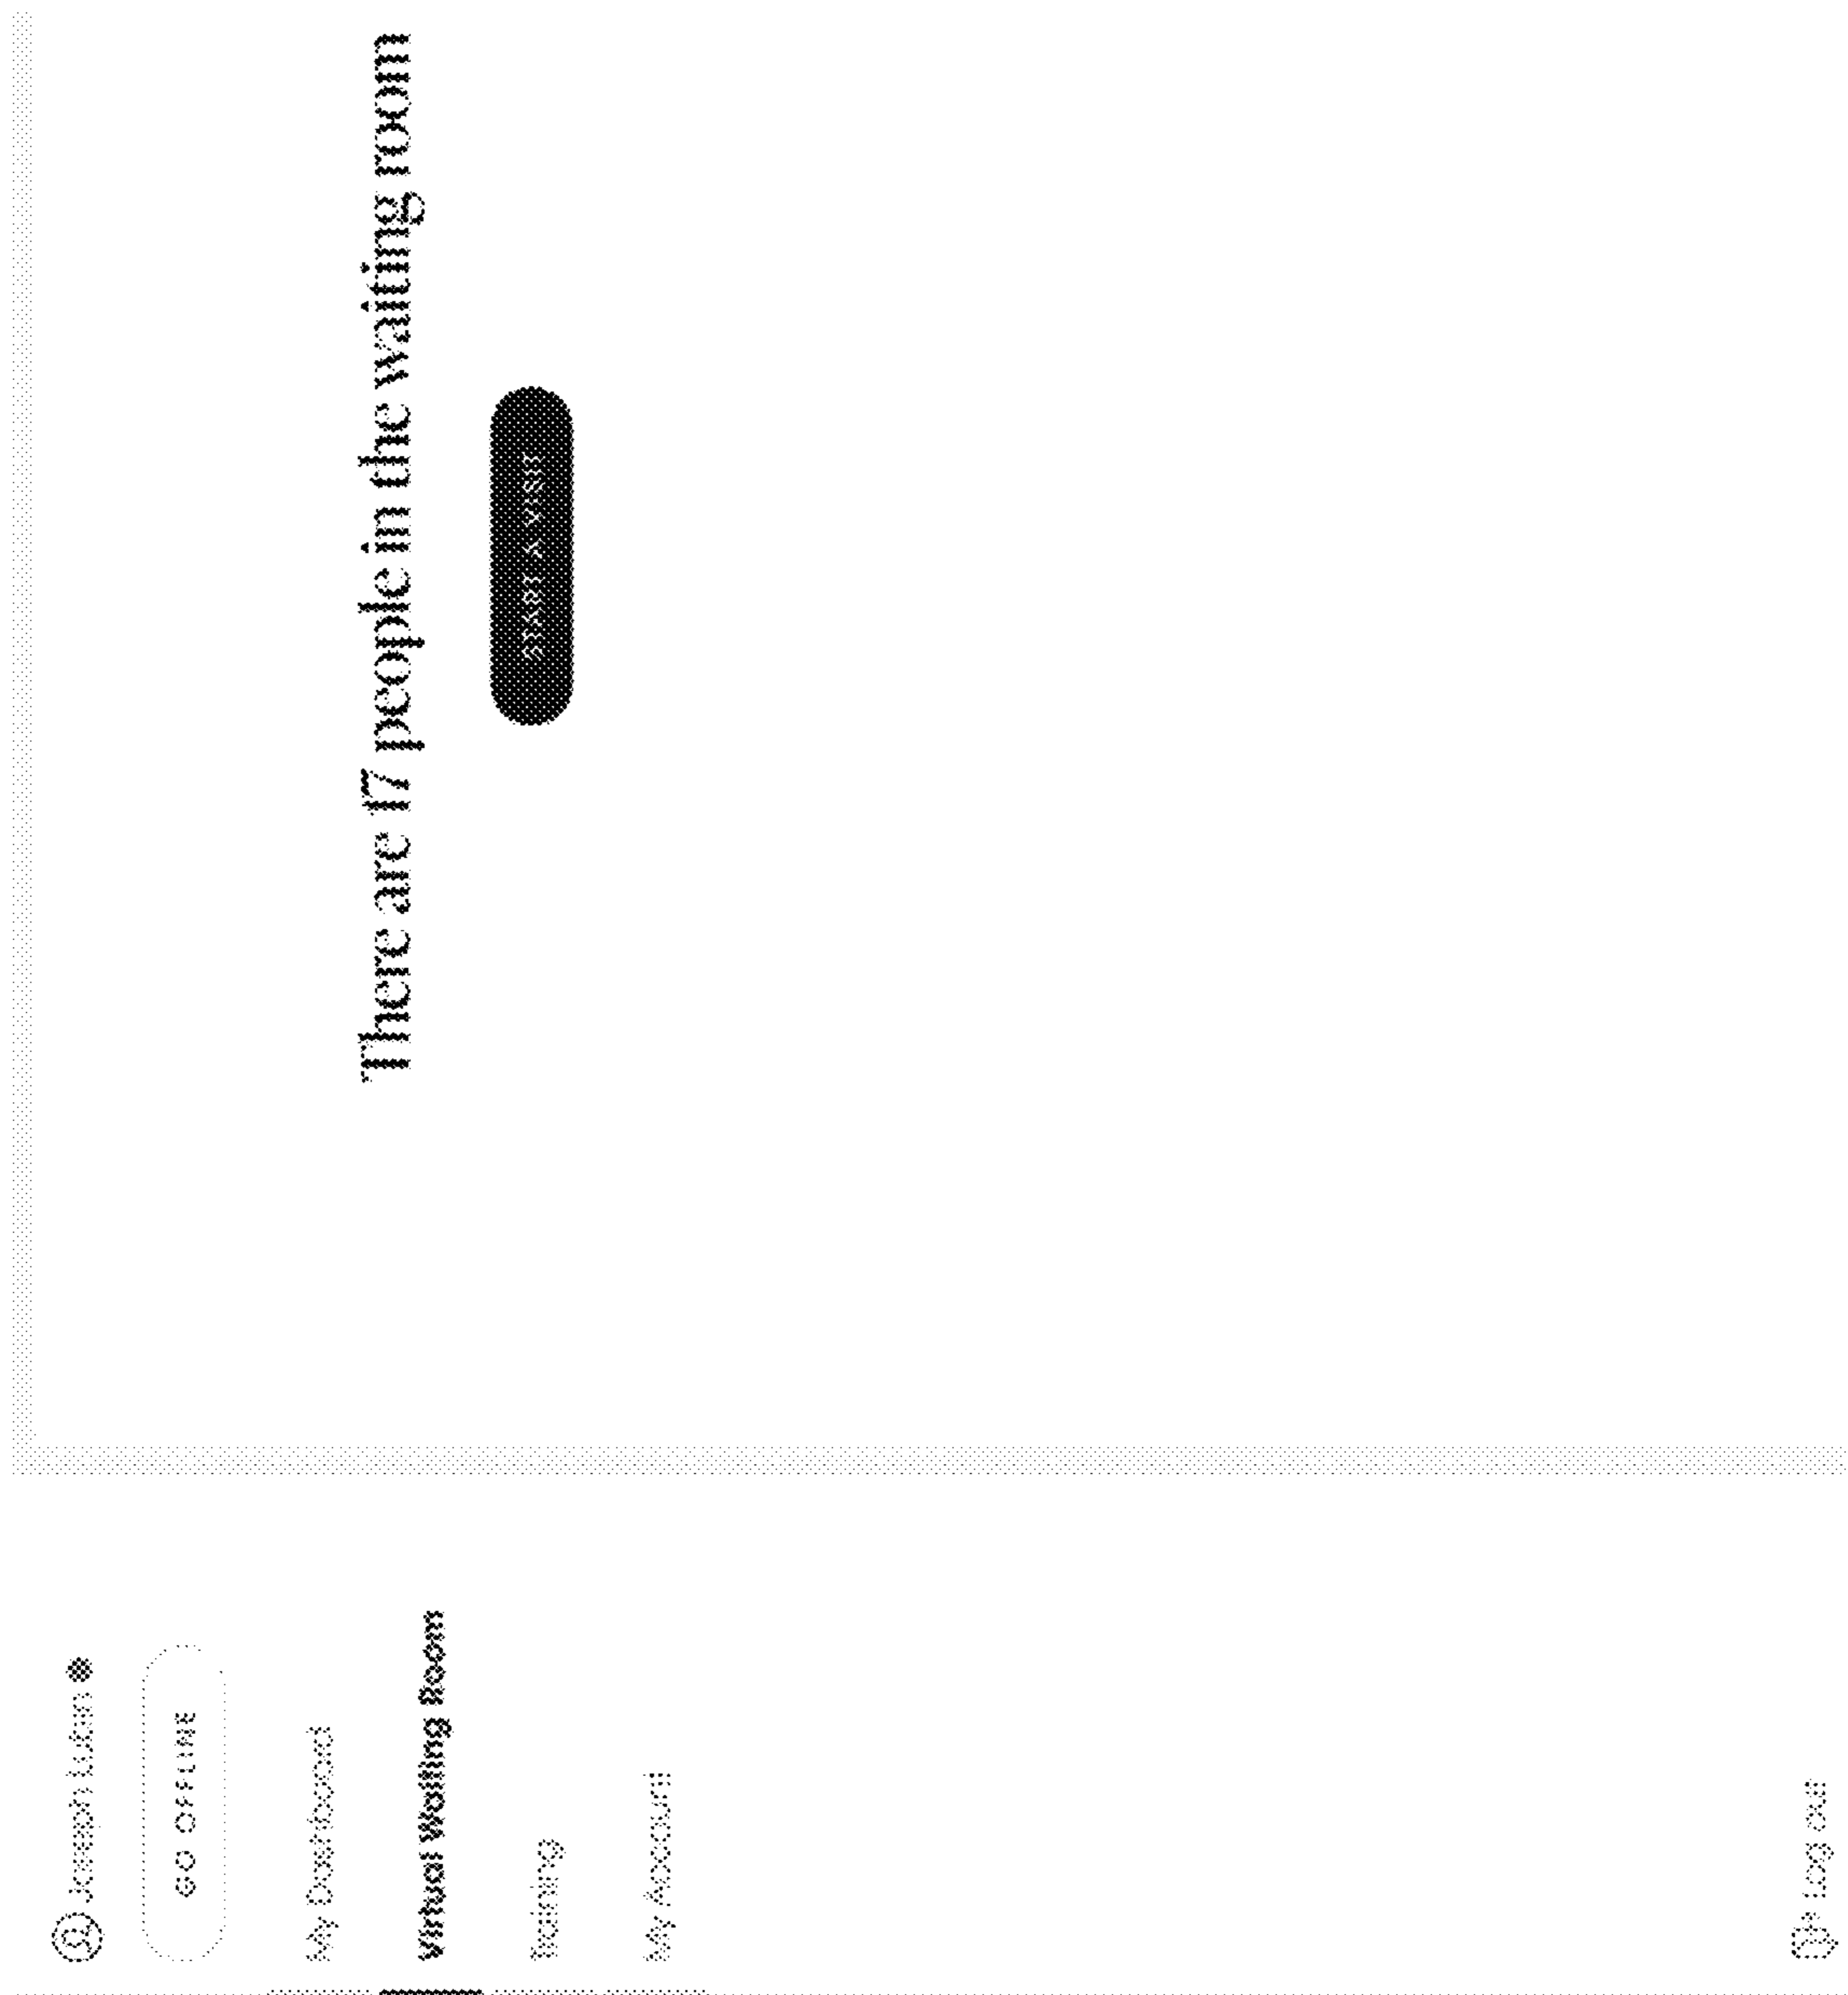 Joseph Liston
GO OFFLINE
My Dashboard
Virtual Waiting Room
Training
My Account
Log out
There are 17 people in the waiting room
START A VISIT